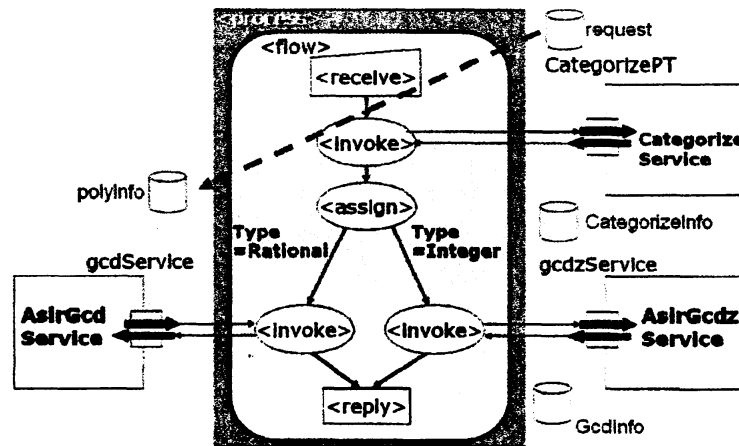 <process>
<flow>
request
<receive>
CategorizePT
<invoke>
Categorize
Service
polyInfo
<assign>
CategorizeInfo
Type
=Rational
Type
=Integer
gcdService
gcdzService
AsirGcd
Service
<invoke>
<invoke>
AsirGcdz
Service
<reply>
GcdInfo